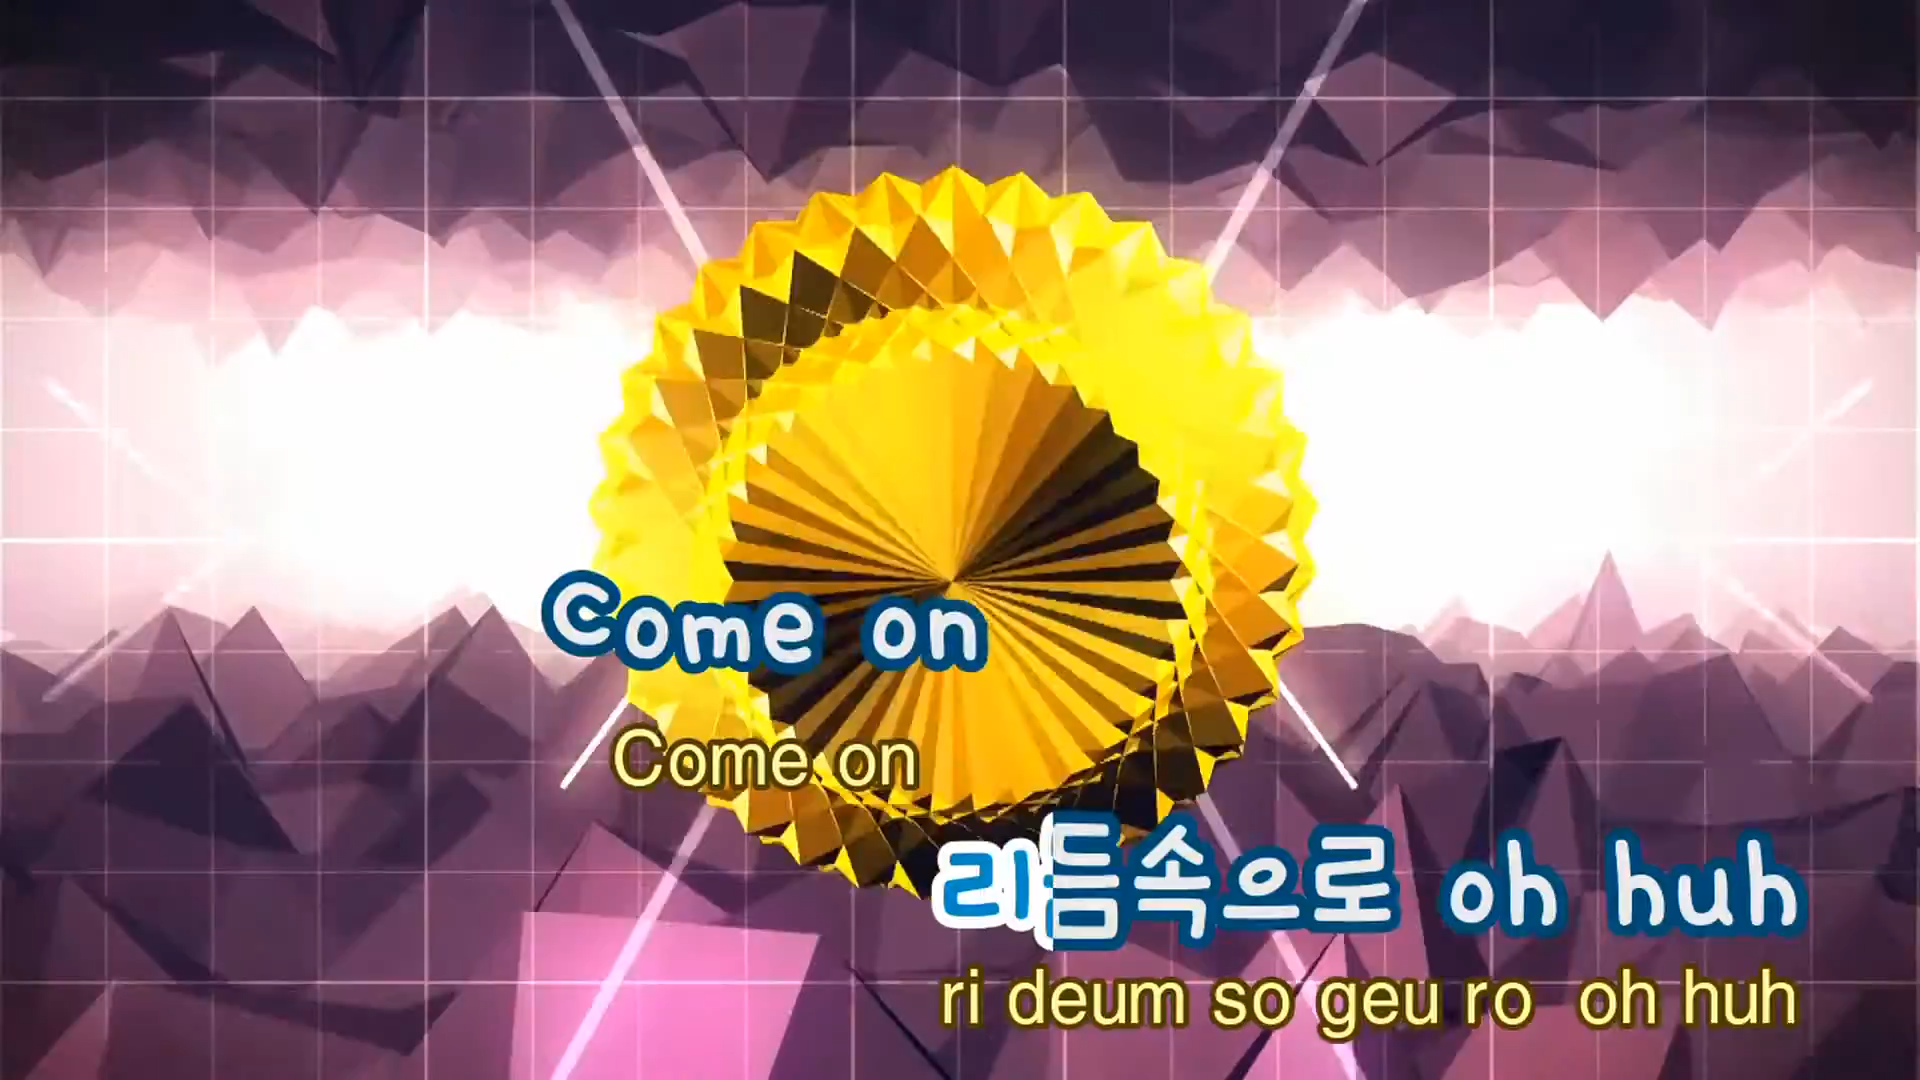 Come on
Come on
리듬속으로 oh huh
ri deum so geu ro oh huh